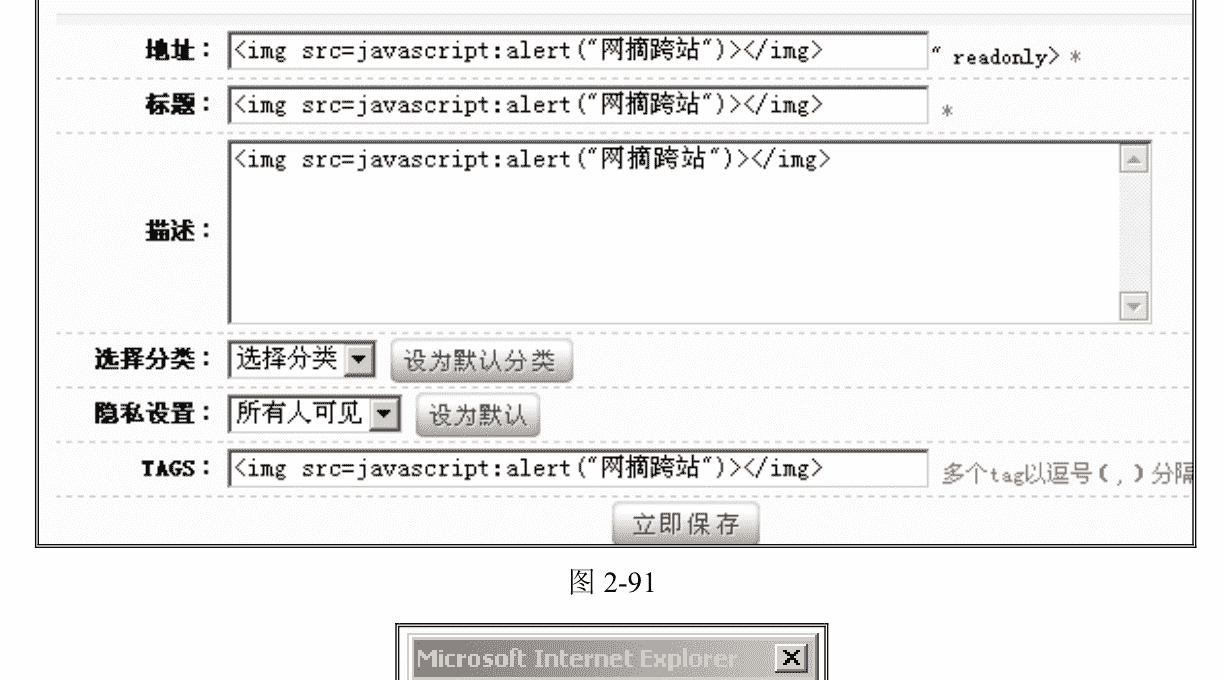 地址： <img src=javascript:alert("网摘跨站")></img> " readonly> *
标题： <img src=javascript:alert("网摘跨站")></img> *
<img src=javascript:alert("网摘跨站")></img>
描述：
选择分类： 选择分类 设为默认分类
隐私设置： 所有人可见 设为默认
TAGS： <img src=javascript:alert("网摘跨站")></img> 多个tag以逗号(,)分隔
立即保存
图 2-91
Microsoft Internet Explorer